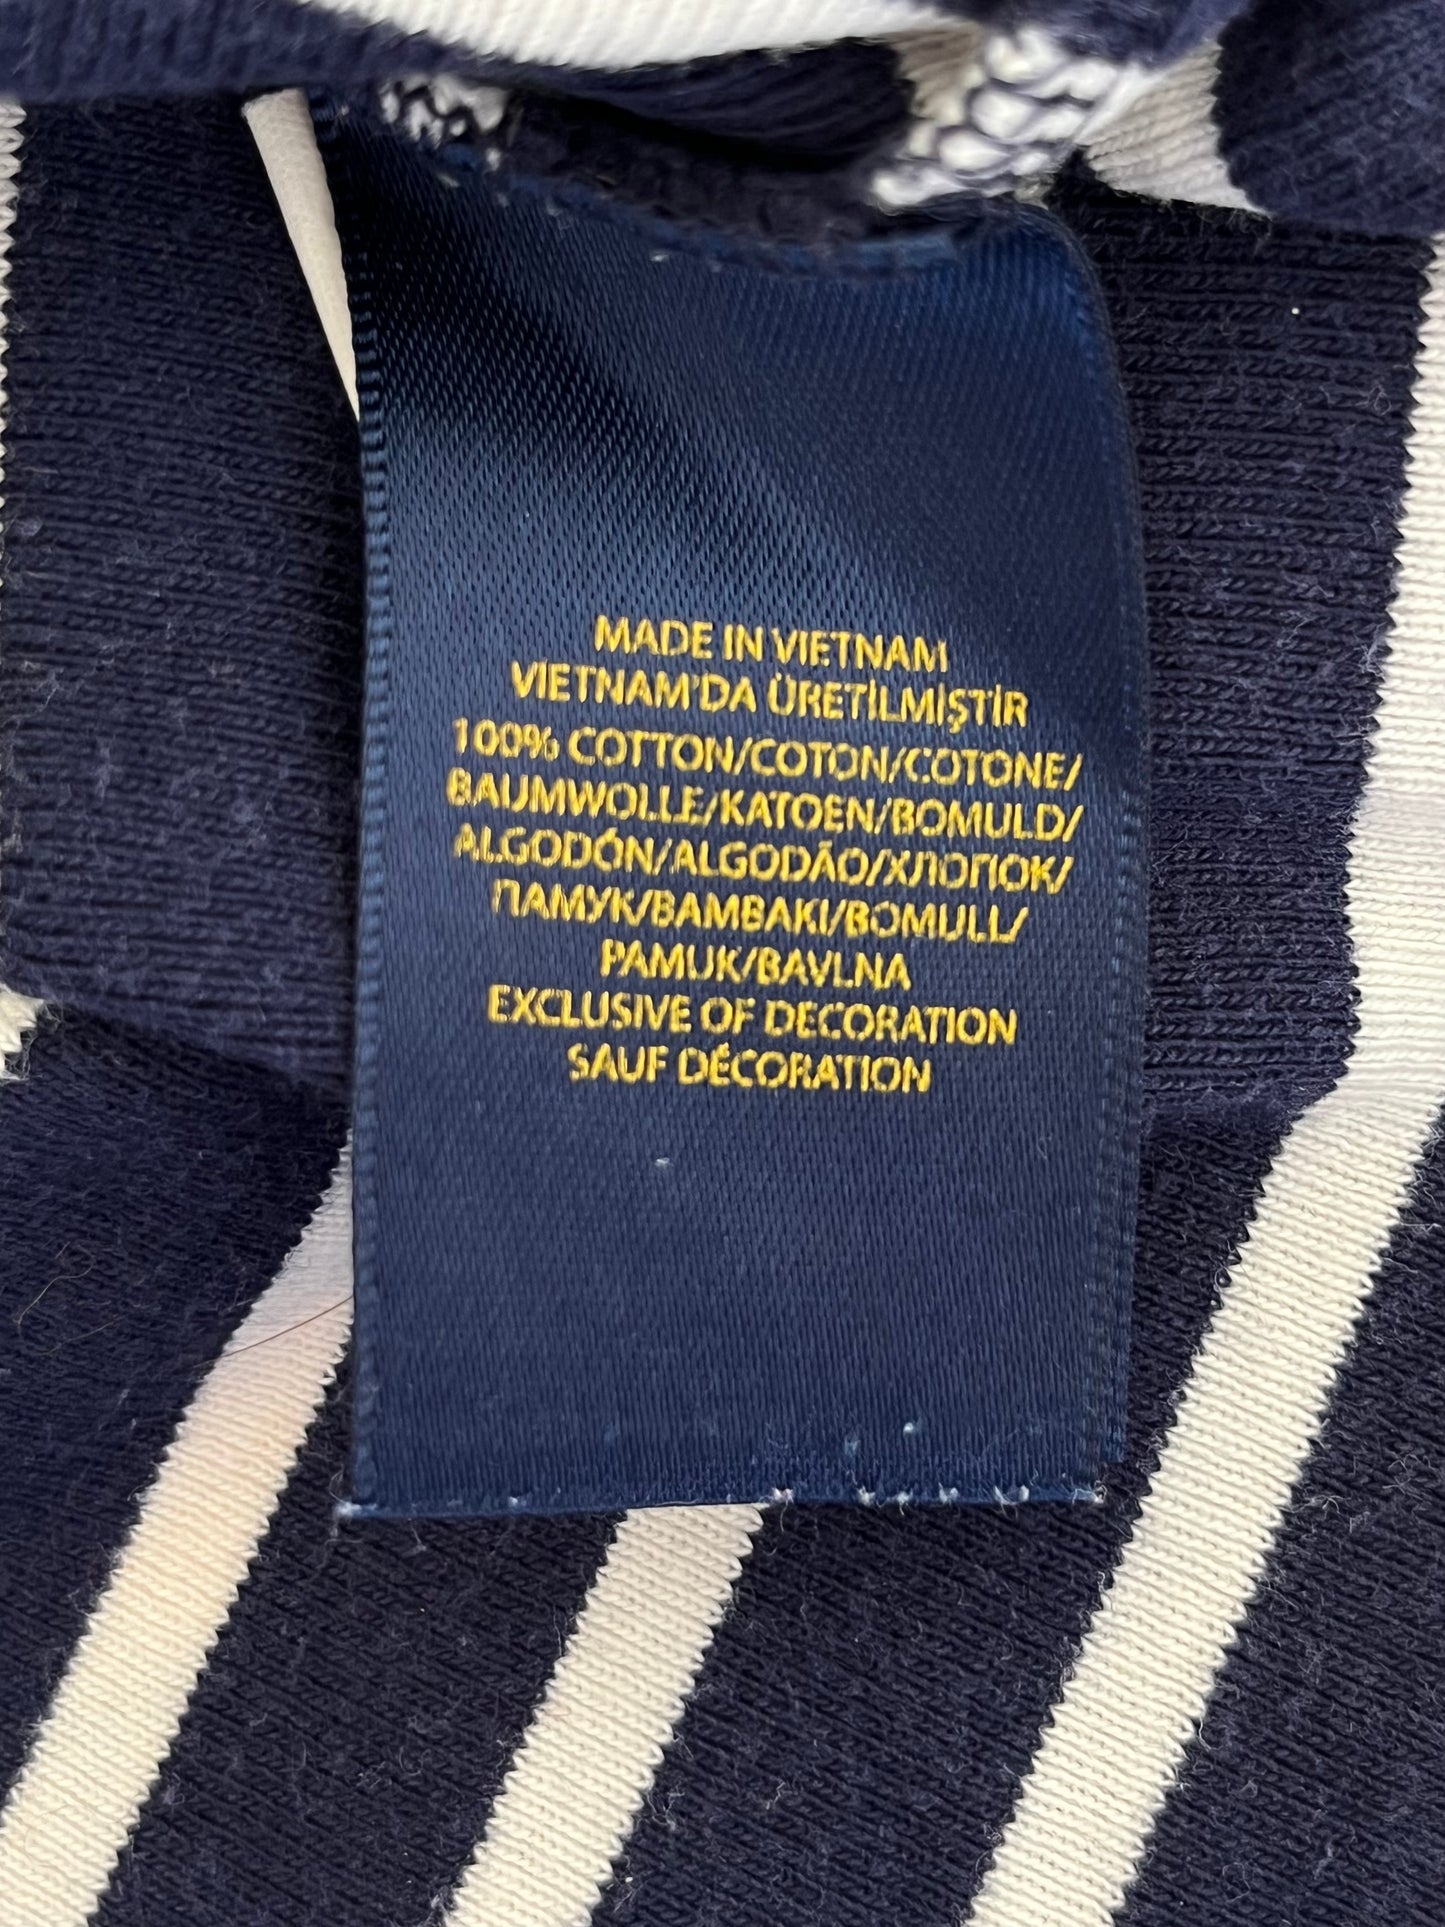 MADE IN VIETNAM
VIETNAM'DA ÜRETİLMİŞTİR
100% COTTON/COTON/COTONE/
BAUMWOLLE/KATOEN/BOMULD/
ALGODÓN/ALGODÃO/ХЛОПОК/
ПАМУК/BAMBAKI/BOMULL/
PAMUK/BAVLNA
EXCLUSIVE OF DECORATION
SAUF DÉCORATION